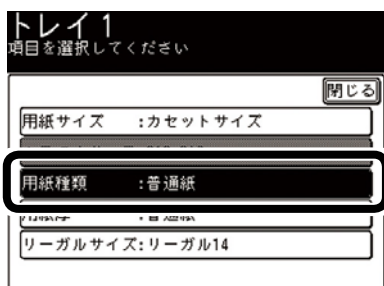 トレイ1
項目を選択してください
閉じる
用紙サイズ :カセットサイズ
用紙種類 :普通紙
リーガルサイズ:リーガル14